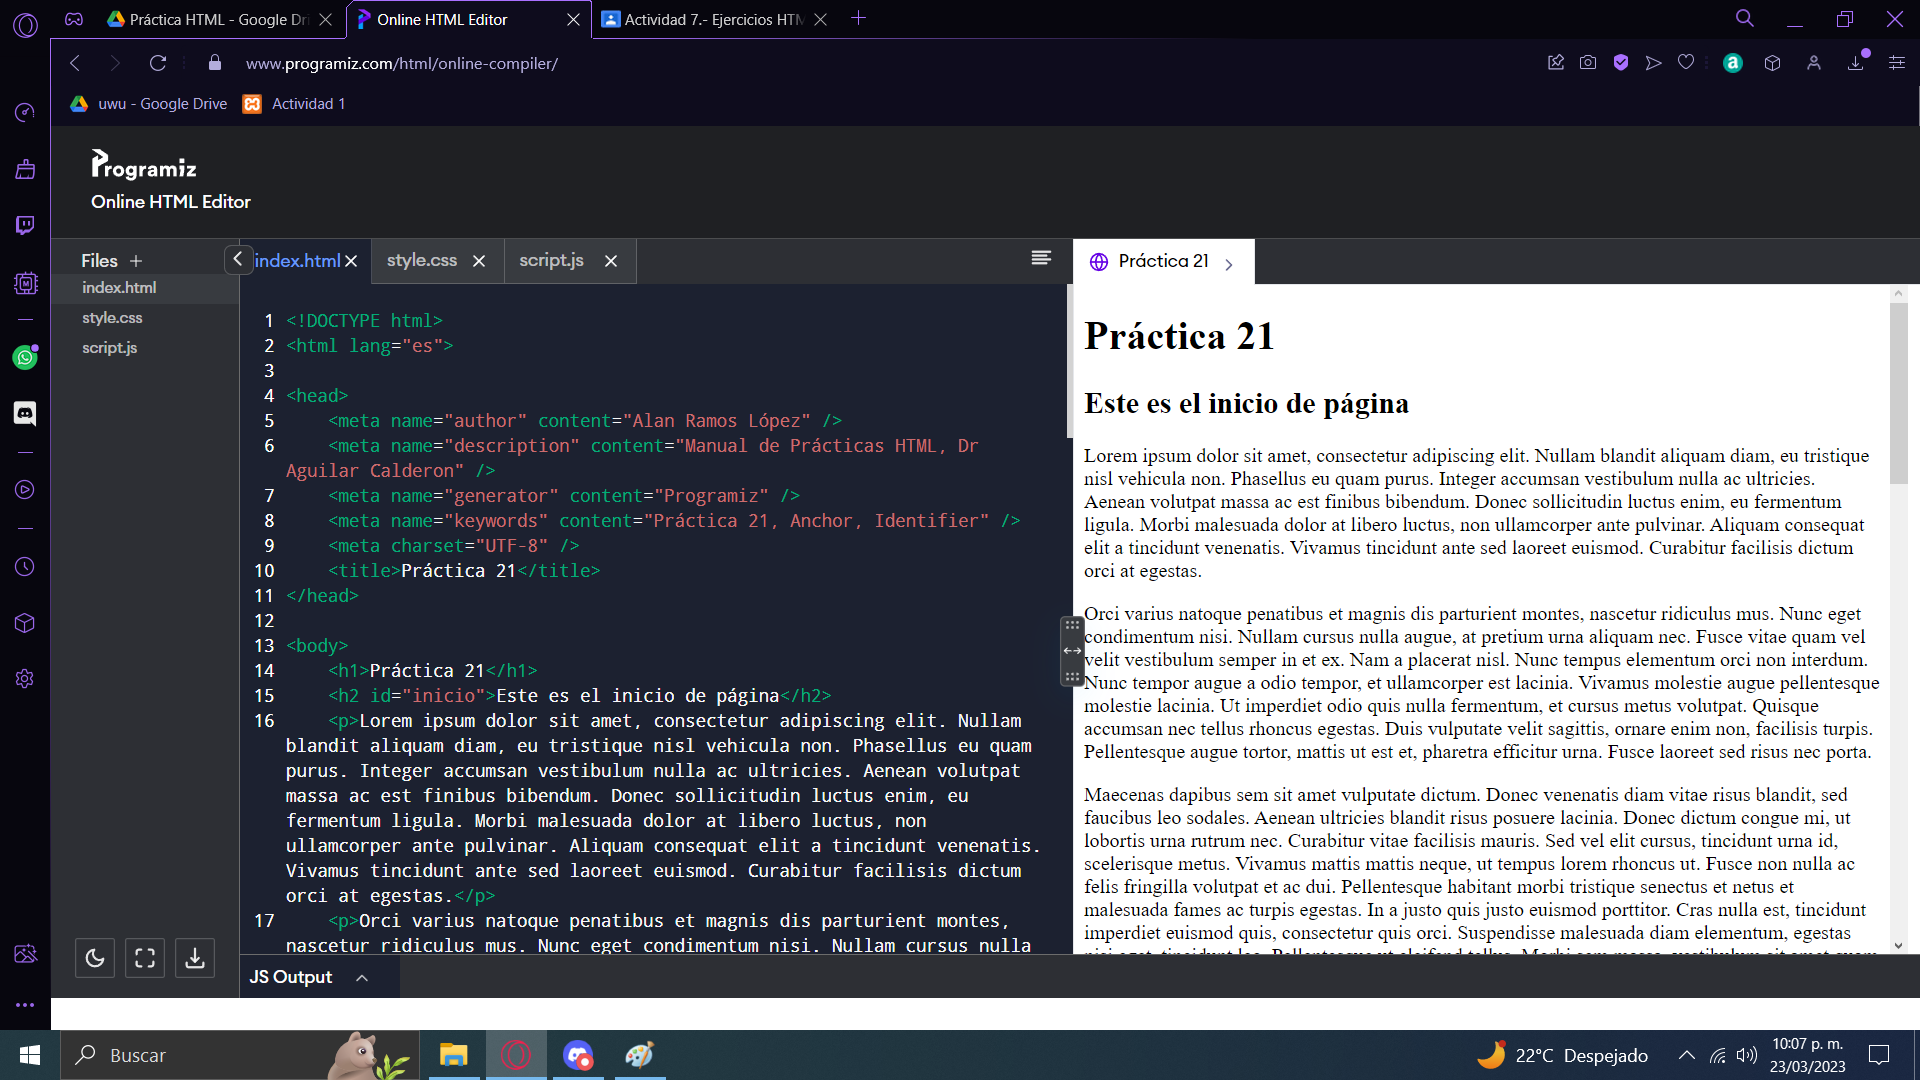 Práctica HTML - Google Dri
Online HTML Editor
Actividad 7.- Ejercicios HTM
www.programiz.com/html/online-compiler/
uwu - Google Drive
Actividad 1
Programiz
Online HTML Editor
Files +
index.html
style.css
script.js
index.html
style.css
script.js
1 <!DOCTYPE html>
2 <html lang="es">
3
4 <head>
5 <meta name="author" content="Alan Ramos López" />
6 <meta name="description" content="Manual de Prácticas HTML, Dr
Aguilar Calderon" />
7 <meta name="generator" content="Programiz" />
8 <meta name="keywords" content="Práctica 21, Anchor, Identifier" />
9 <meta charset="UTF-8" />
10 <title>Práctica 21</title>
11 </head>
12
13 <body>
14 <h1>Práctica 21</h1>
15 <h2 id="inicio">Este es el inicio de página</h2>
16 <p>Lorem ipsum dolor sit amet, consectetur adipiscing elit. Nullam
blandit aliquam diam, eu tristique nisl vehicula non. Phasellus eu quam
purus. Integer accumsan vestibulum nulla ac ultricies. Aenean volutpat
massa ac est finibus bibendum. Donec sollicitudin luctus enim, eu
fermentum ligula. Morbi malesuada dolor at libero luctus, non
ullamcorper ante pulvinar. Aliquam consequat elit a tincidunt venenatis.
Vivamus tincidunt ante sed laoreet euismod. Curabitur facilisis dictum
orci at egestas.</p>
17 <p>Orci varius natoque penatibus et magnis dis parturient montes,
nascetur ridiculus mus. Nunc eget condimentum nisi. Nullam cursus nulla
JS Output
Práctica 21
Práctica 21
Este es el inicio de página
Lorem ipsum dolor sit amet, consectetur adipiscing elit. Nullam blandit aliquam diam, eu tristique
nisl vehicula non. Phasellus eu quam purus. Integer accumsan vestibulum nulla ac ultricies.
Aenean volutpat massa ac est finibus bibendum. Donec sollicitudin luctus enim, eu fermentum
ligula. Morbi malesuada dolor at libero luctus, non ullamcorper ante pulvinar. Aliquam consequat
elit a tincidunt venenatis. Vivamus tincidunt ante sed laoreet euismod. Curabitur facilisis dictum
orci at egestas.
Orci varius natoque penatibus et magnis dis parturient montes, nascetur ridiculus mus. Nunc eget
condimentum nisi. Nullam cursus nulla augue, at pretium urna aliquam nec. Fusce vitae quam vel
velit vestibulum semper in et ex. Nam a placerat nisl. Nunc tempus elementum orci non interdum.
Nunc tempor augue a odio tempor, et ullamcorper est lacinia. Vivamus molestie augue pellentesque
molestie lacinia. Ut imperdiet odio quis nulla fermentum, et cursus metus volutpat. Quisque
accumsan nec tellus rhoncus egestas. Duis vulputate velit sagittis, ornare enim non, facilisis turpis.
Pellentesque augue tortor, mattis ut est et, pharetra efficitur urna. Fusce laoreet sed risus nec porta.
Maecenas dapibus sem sit amet vulputate dictum. Donec venenatis diam vitae risus blandit, sed
faucibus leo sodales. Aenean ultricies blandit risus posuere lacinia. Donec dictum congue mi, ut
lobortis urna rutrum nec. Curabitur vitae facilisis mauris. Sed vel elit cursus, tincidunt urna id,
scelerisque metus. Vivamus mattis mattis neque, ut tempus lorem rhoncus ut. Fusce non nulla ac
felis fringilla volutpat et ac dui. Pellentesque habitant morbi tristique senectus et netus et
malesuada fames ac turpis egestas. In a justo quis justo euismod porttitor. Cras nulla est, tincidunt
imperdiet euismod quis, consectetur quis orci. Suspendisse malesuada diam elementum, egestas
Buscar
22°C Despejado
10:07 p. m.
23/03/2023